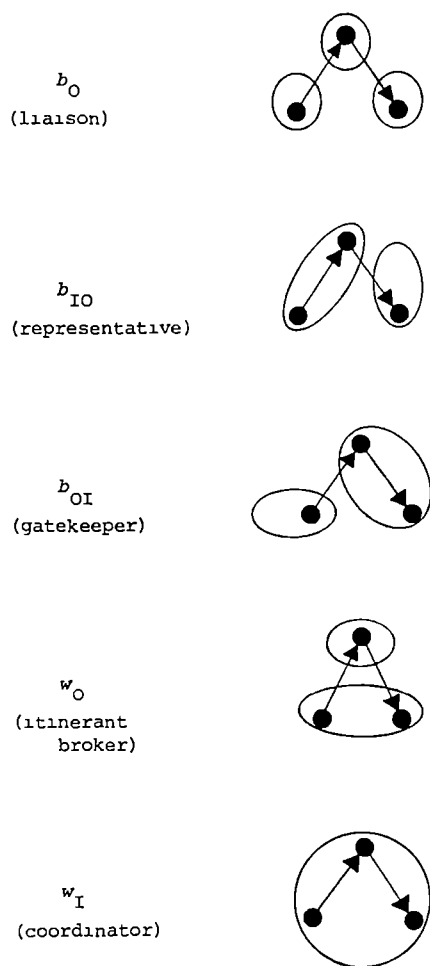 b_O
(liaison)
b_IO
(representative)
b_OI
(gatekeeper)
w_O
(itinerant
broker)
w_I
(coordinator)